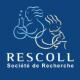 RESCOLL
Société de Recherche